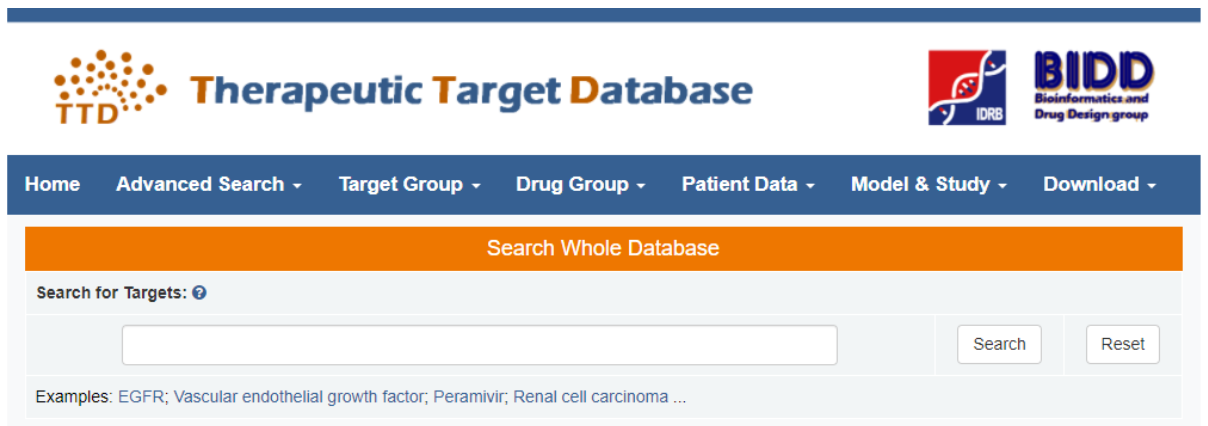 TTD
Therapeutic Target Database
IDRB
BIDD
Bioinformatics and
Drug Design group
Home Advanced Search Target Group Drug Group Patient Data Model & Study Download
Search Whole Database
Search for Targets:
Search Reset
Examples: EGFR; Vascular endothelial growth factor; Peramivir; Renal cell carcinoma ...